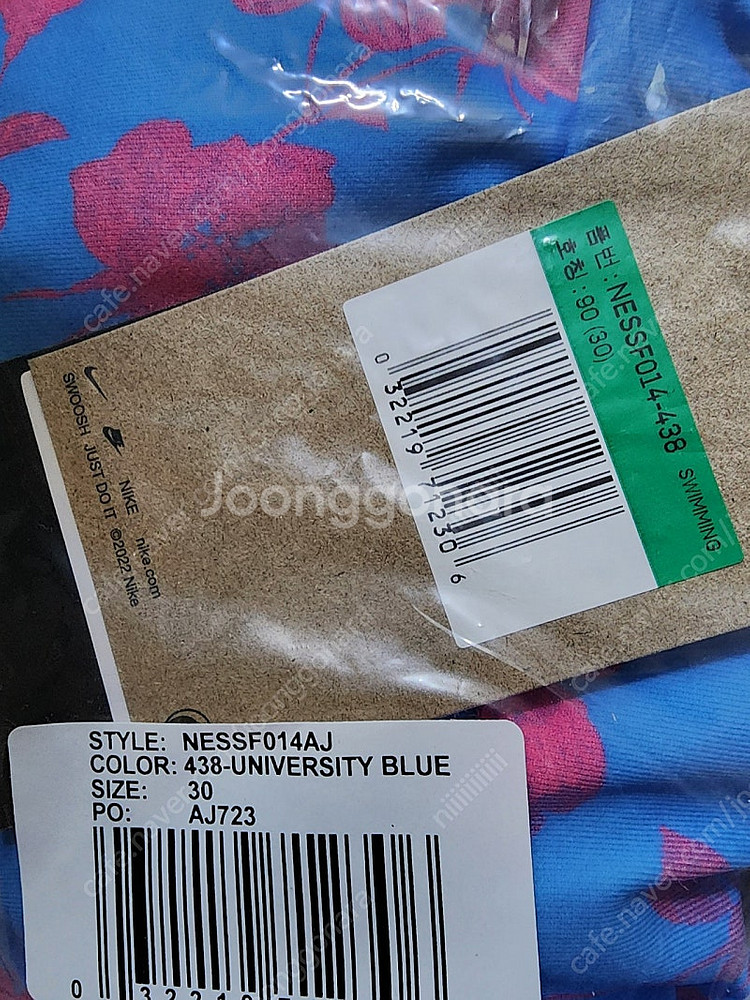 품번 : NESSF014-438 SWIMMING
호칭 : 90 (30)
0 32219 71230 6
NIKE nike.com
SWOOSH JUST DO IT ©2022 Nike
Joonggonara
STYLE: NESSF014AJ
COLOR: 438-UNIVERSITY BLUE
SIZE: 30
PO: AJ723